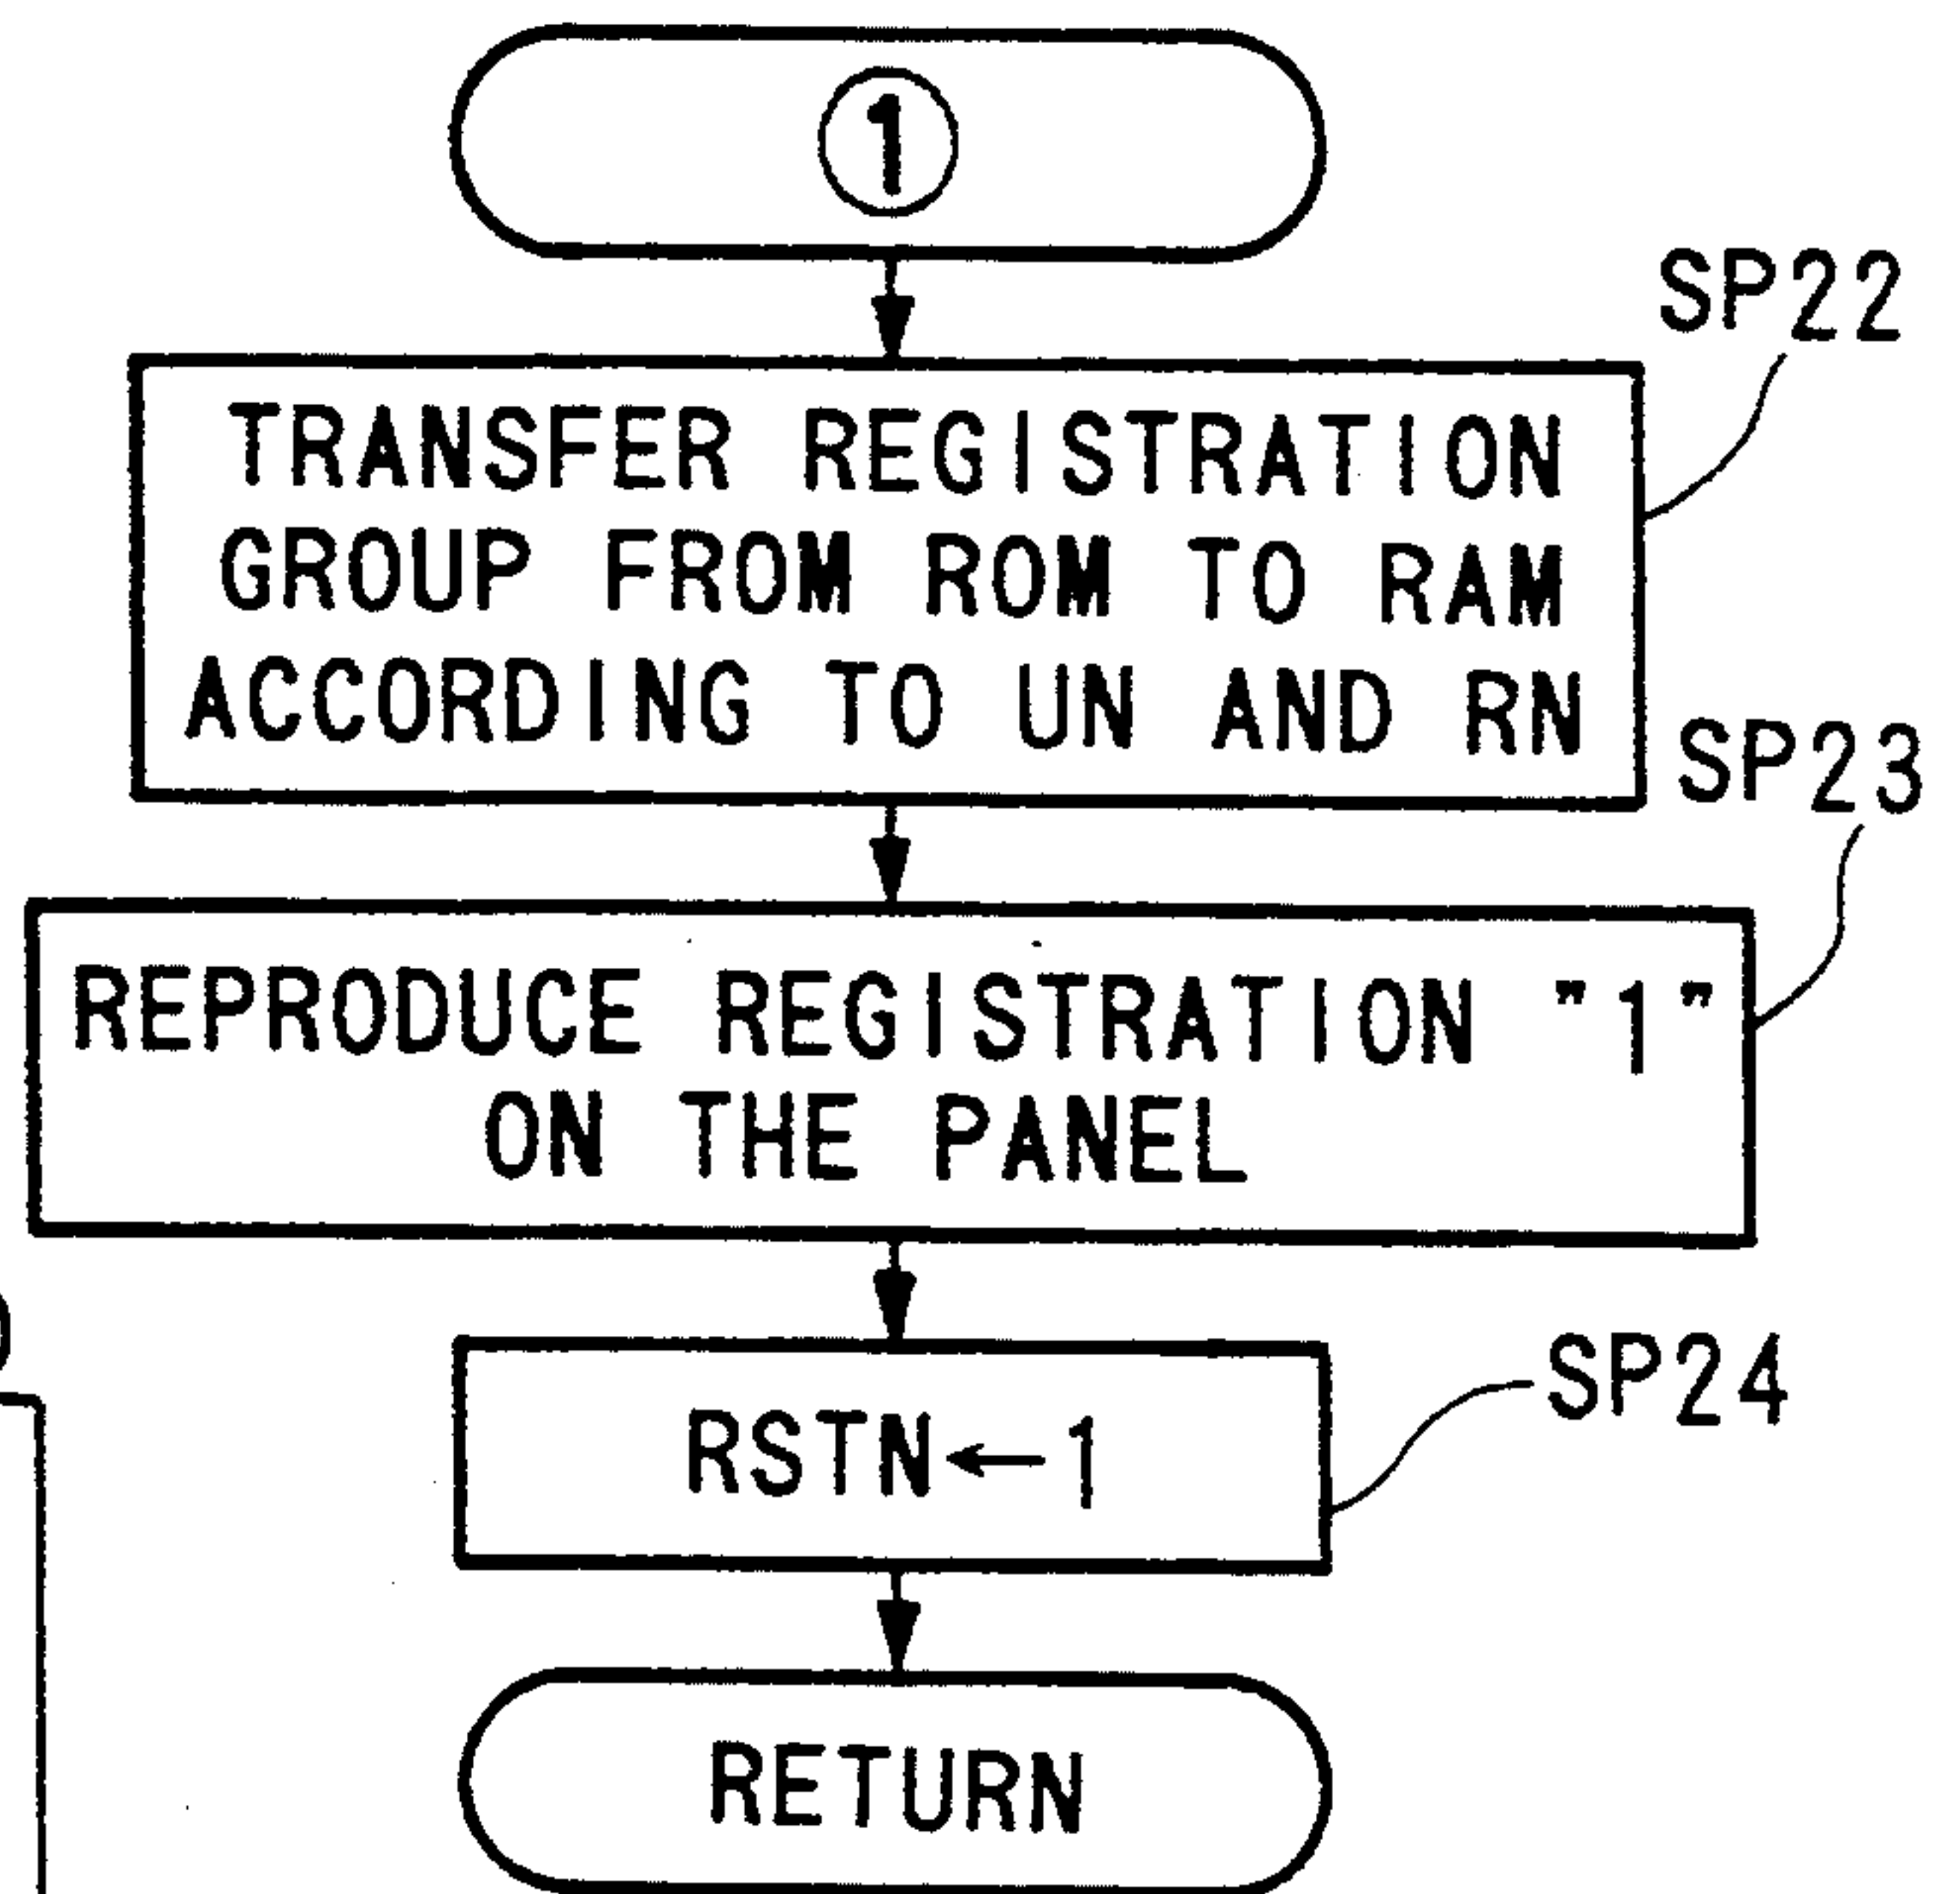 ①
SP22
TRANSFER REGISTRATION
GROUP FROM ROM TO RAM
ACCORDING TO UN AND RN
SP23
REPRODUCE REGISTRATION "1"
ON THE PANEL
SP24
RSTN←1
RETURN